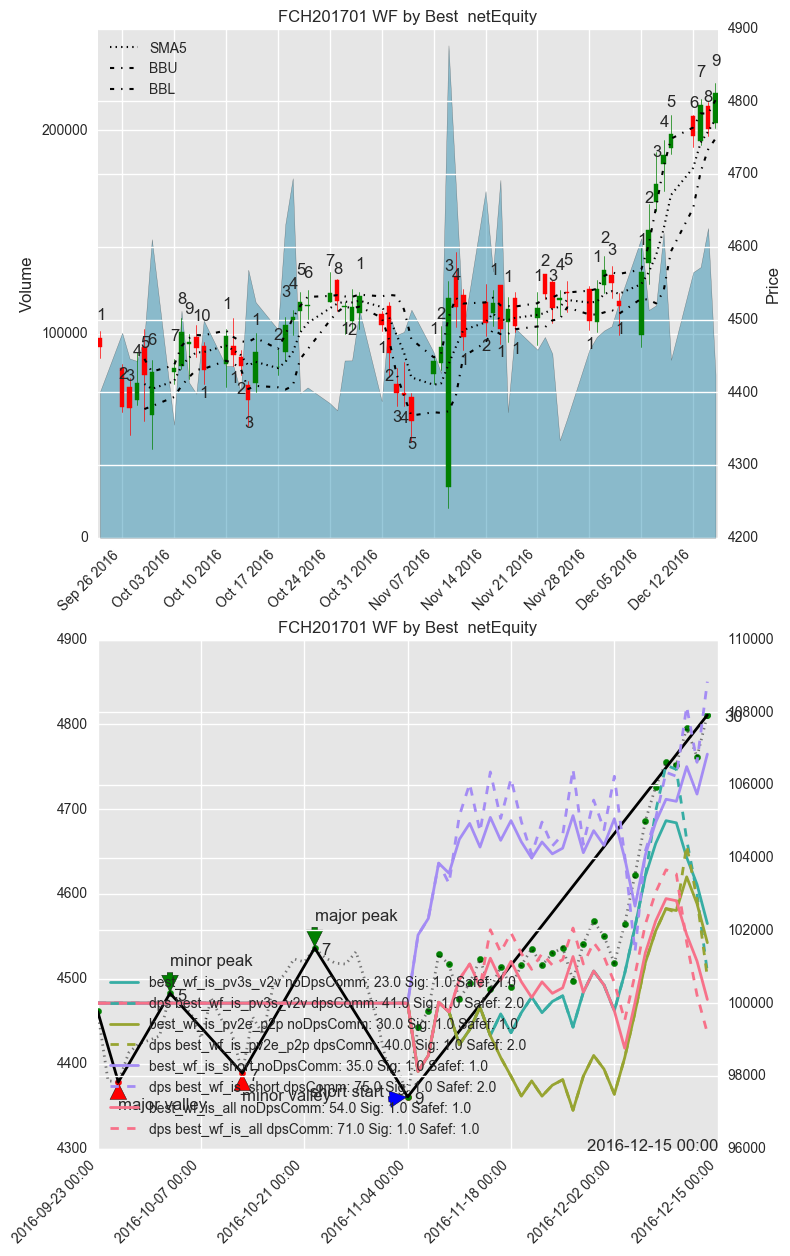 FCH201701 WF by Best netEquity
SMA5
BBU
BBL
Volume
Price
200000
100000
0
4900
4800
4700
4600
4500
4400
4300
4200
Sep 26 2016
Oct 03 2016
Oct 10 2016
Oct 17 2016
Oct 24 2016
Oct 31 2016
Nov 07 2016
Nov 14 2016
Nov 21 2016
Nov 28 2016
Dec 05 2016
Dec 12 2016
FCH201701 WF by Best netEquity
4900
4800
4700
4600
4500
4400
4300
110000
108000
106000
104000
102000
100000
98000
96000
30
major peak
7
minor peak
5
best_wf_is_pv3s_v2v noDpsComm: 23.0 Sig: 1.0 Safef: 1.0
dps best_wf_is_pv3s_v2v dpsComm: 41.0 Sig: 1.0 Safef: 2.0
best_wf_is_pv2e_p2p noDpsComm: 30.0 Sig: 1.0 Safef: 1.0
dps best_wf_is_pv2e_p2p dpsComm: 40.0 Sig: 1.0 Safef: 2.0
best_wf_is_short noDpsComm: 35.0 Sig: 1.0 Safef: 1.0
dps best_wf_is_short dpsComm: 75.0 Sig: 1.0 Safef: 2.0
best_wf_is_all noDpsComm: 54.0 Sig: 1.0 Safef: 1.0
dps best_wf_is_all dpsComm: 71.0 Sig: 1.0 Safef: 1.0
major valley
minor valley
short start
9
2016-12-15 00:00
2016-09-23 00:00
2016-10-07 00:00
2016-10-21 00:00
2016-11-04 00:00
2016-11-18 00:00
2016-12-02 00:00
2016-12-15 00:00